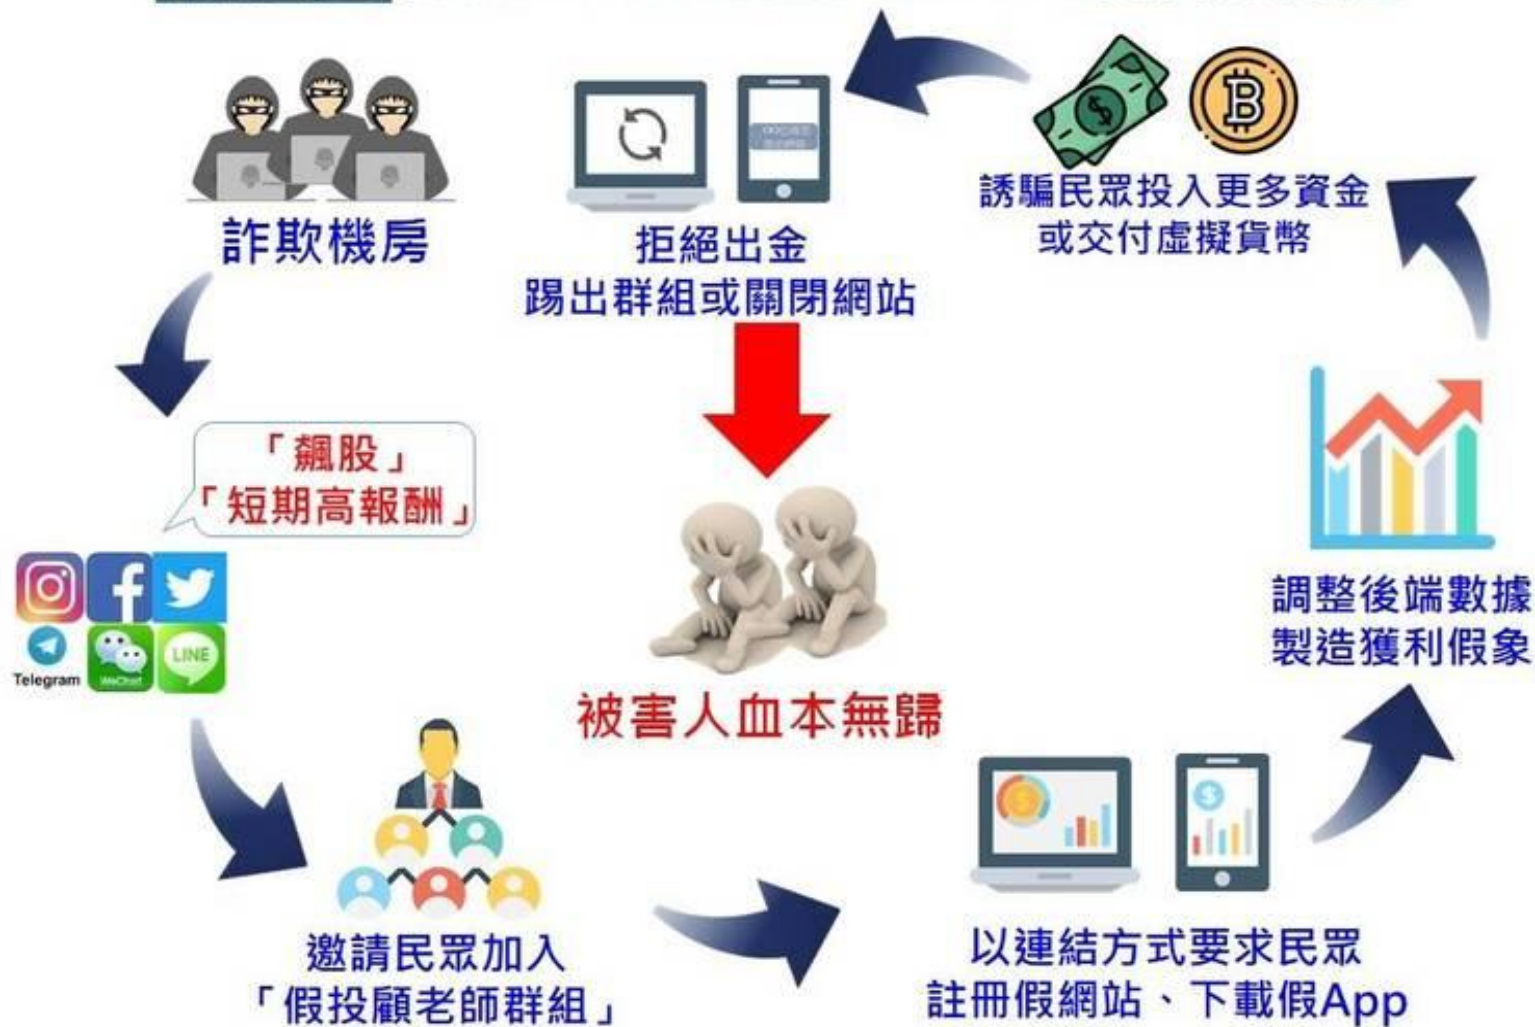 詐欺機房
「飆股」
「短期高報酬」
Telegram
WeChat
LINE
邀請民眾加入
「假投顧老師群組」
以連結方式要求民眾
註冊假網站、下載假App
調整後端數據
製造獲利假象
誘騙民眾投入更多資金
或交付虛擬貨幣
拒絕出金
踢出群組或關閉網站
被害人血本無歸